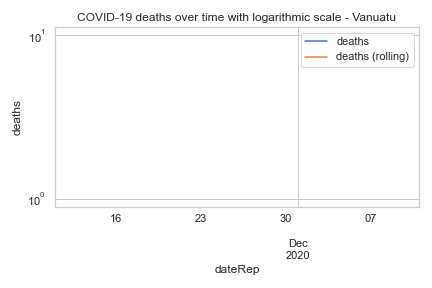 COVID-19 deaths over time with logarithmic scale - Vanuatu
deaths
deaths (rolling)
deaths
10¹
10⁰
16 23 30 07
Dec
2020
dateRep